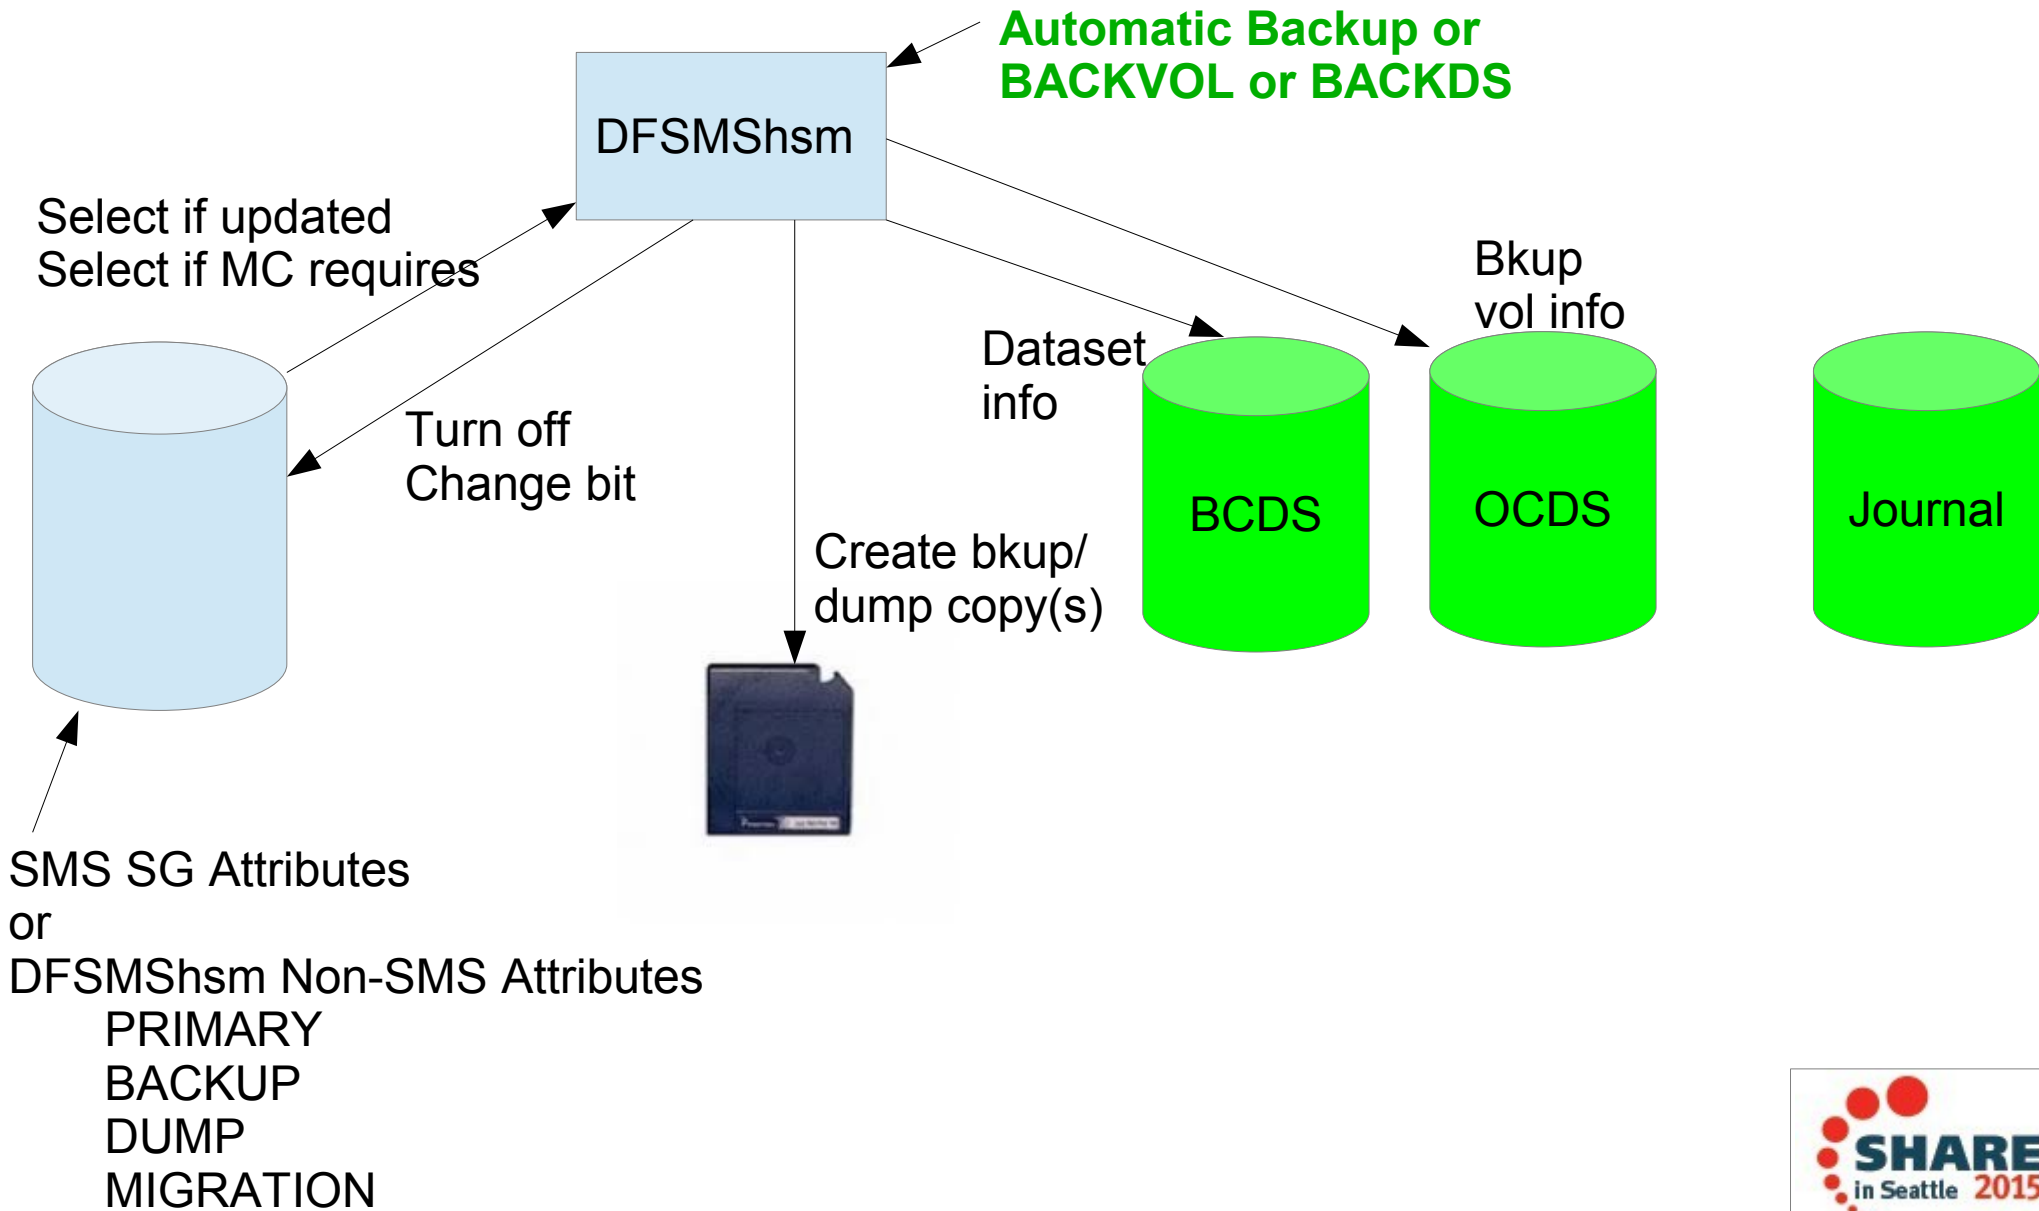 Automatic Backup or
BACKVOL or BACKDS
DFSMShsm
Select if updated
Select if MC requires
Bkup
vol info
Dataset
info
Turn off
Change bit
BCDS
OCDS
Journal
Create bkup/
dump copy(s)
SMS SG Attributes
or
DFSMShsm Non-SMS Attributes
PRIMARY
BACKUP
DUMP
MIGRATION
SHARE
in Seattle 2015